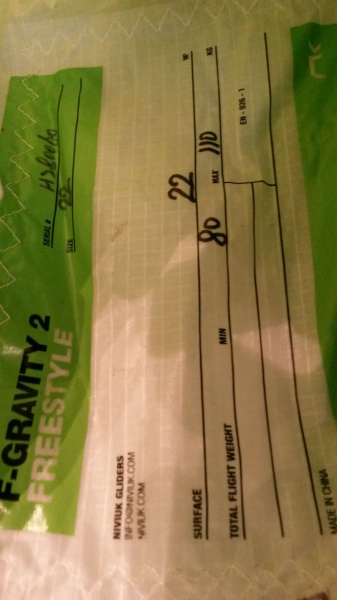 F-GRAVITY 2
FREESTYLE
SERIAL #
SIZE 22
NIVIUK GLIDERS
INFO@NIVIUK.COM
NIVIUK.COM
SURFACE 22 M²
TOTAL FLIGHT WEIGHT MIN 80 MAX 110 KG
EN - 926 - 1
MADE IN CHINA